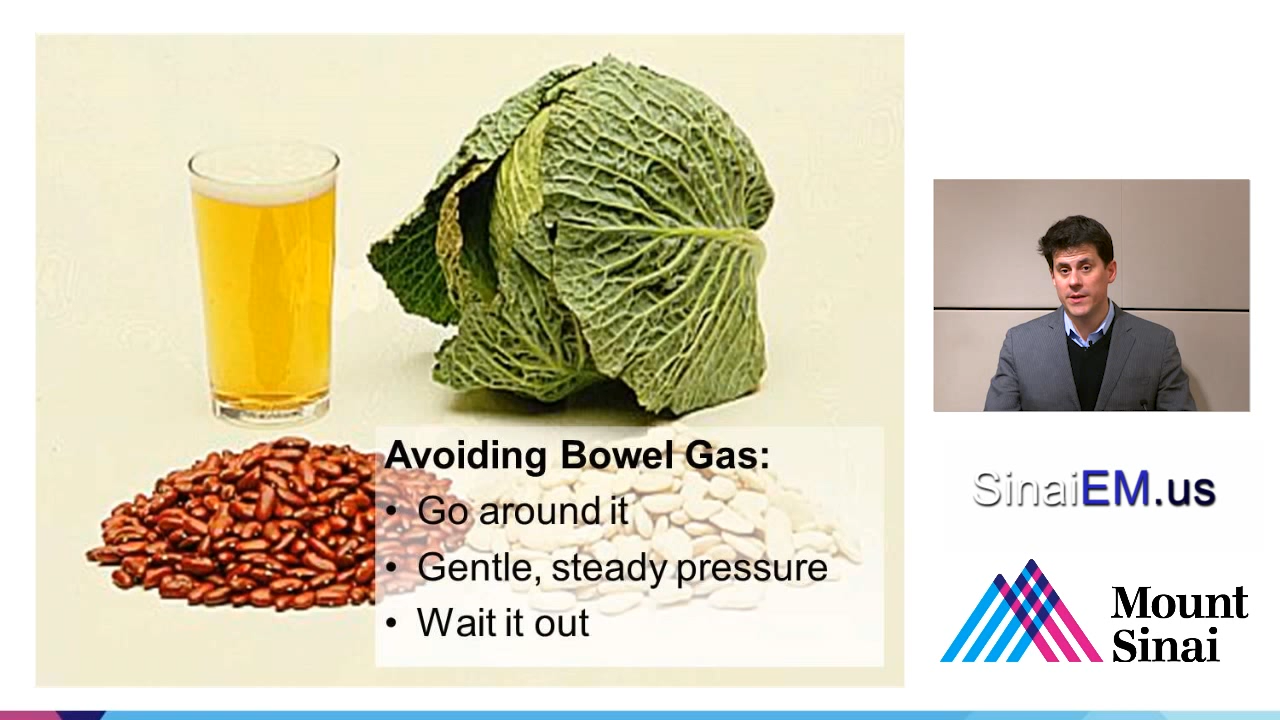 Avoiding Bowel Gas:
• Go around it
• Gentle, steady pressure
• Wait it out
SinaiEM.us
Mount
Sinai